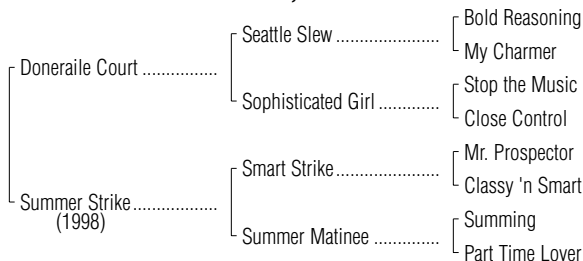 Bold Reasoning
Seattle Slew ....................
My Charmer
Doneraile Court ...............
Stop the Music
Sophisticated Girl ............
Close Control
Mr. Prospector
Smart Strike ....................
Classy 'n Smart
Summer Strike .................
(1998)
Summing
Summer Matinee .............
Part Time Lover